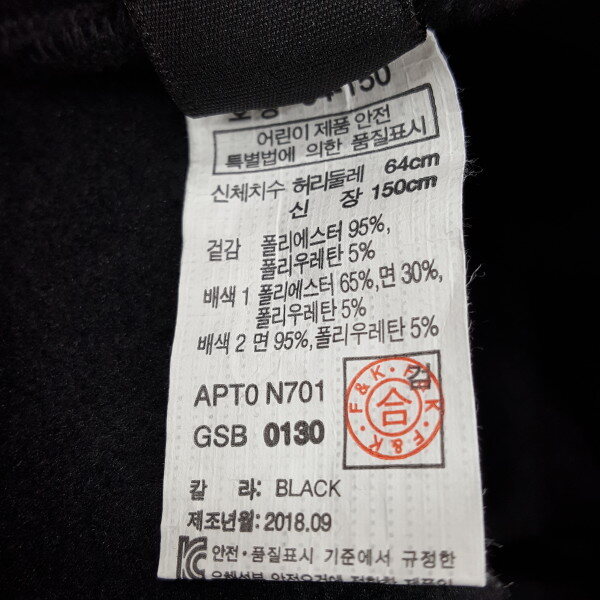 어린이 제품 안전
특별법에 의한 품질표시
신체치수 허리둘레 64cm
신 장 150cm
겉감 폴리에스터 95%,
폴리우레탄 5%
배색 1 폴리에스터 65%,면 30%,
폴리우레탄 5%
배색 2 면 95%,폴리우레탄 5%
APT0 N701
GSB 0130
검
합
F&K · F&K · F&K
칼 라: BLACK
제조년월: 2018.09
안전·품질표시 기준에서 규정한